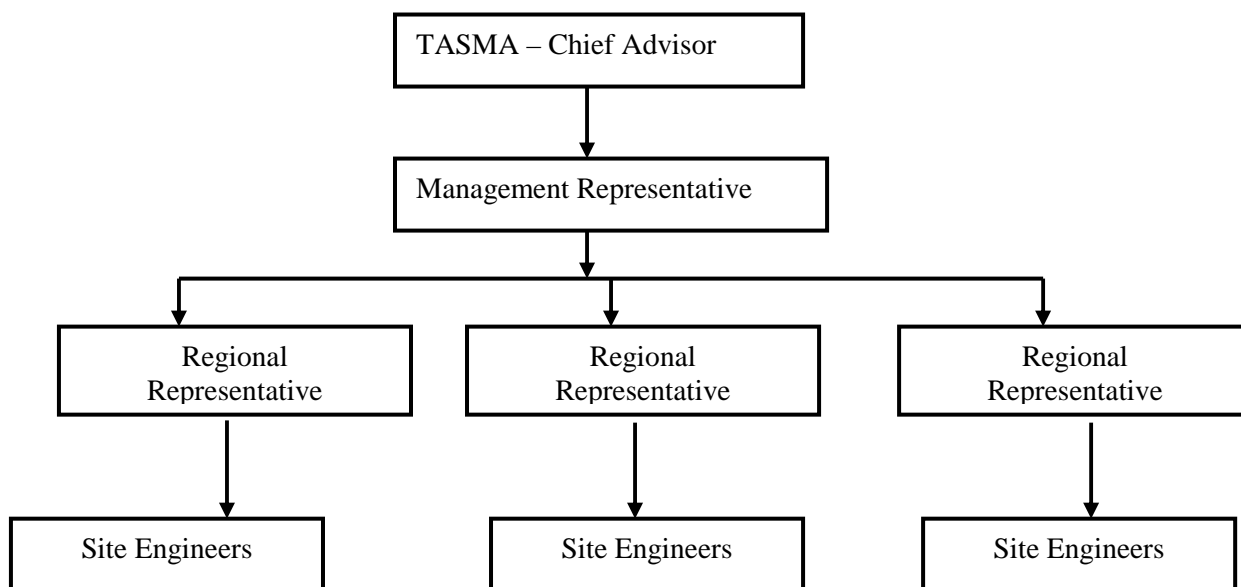 TASMA – Chief Advisor
Management Representative
Regional
Representative
Regional
Representative
Regional
Representative
Site Engineers
Site Engineers
Site Engineers